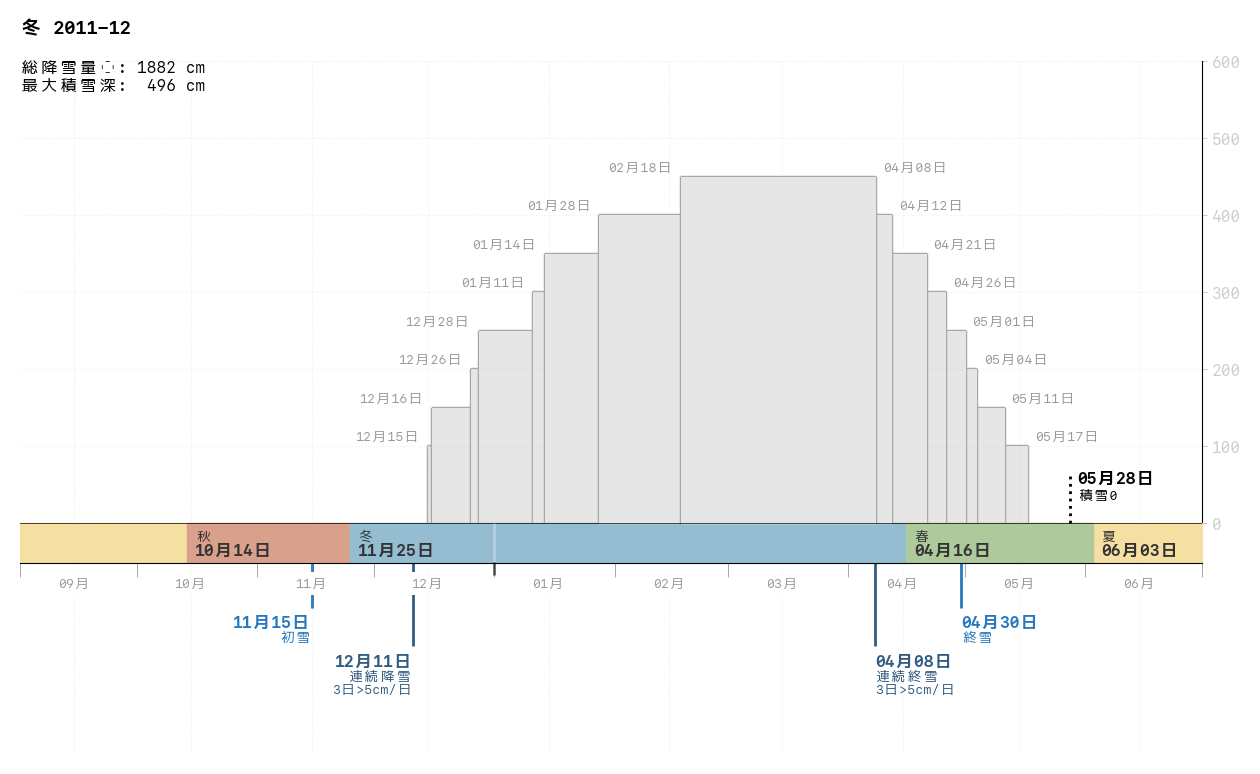 冬 2011-12
総降雪量: 1882 cm
最大積雪深: 496 cm
600
500
400
300
200
100
0
02月18日
04月08日
01月28日
04月12日
01月14日
04月21日
01月11日
04月26日
12月28日
05月01日
12月26日
05月04日
12月16日
05月11日
12月15日
05月17日
05月28日
積雪0
秋
10月14日
冬
11月25日
春
04月16日
夏
06月03日
09月
10月
11月
12月
01月
02月
03月
04月
05月
06月
11月15日
初雪
04月30日
終雪
12月11日
連続降雪
3日>5cm/日
04月08日
連続終雪
3日>5cm/日